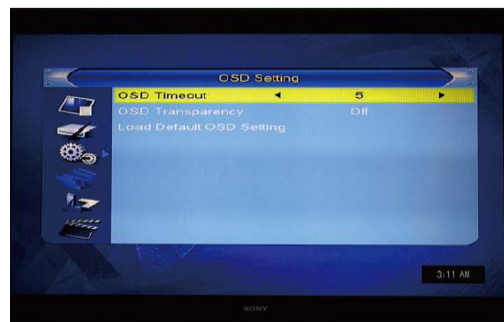 OSD Setting
OSD Timeout ◄ 5 ►
OSD Transparency Off
Load Default OSD Setting
3:11 AM
SONY